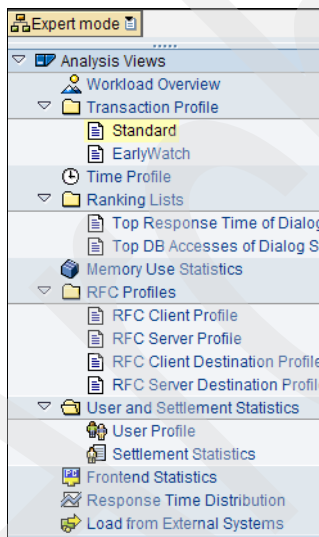 Expert mode
Analysis Views
Workload Overview
Transaction Profile
Standard
EarlyWatch
Time Profile
Ranking Lists
Top Response Time of Dialog
Top DB Accesses of Dialog S
Memory Use Statistics
RFC Profiles
RFC Client Profile
RFC Server Profile
RFC Client Destination Profile
RFC Server Destination Profil
User and Settlement Statistics
User Profile
Settlement Statistics
Frontend Statistics
Response Time Distribution
Load from External Systems